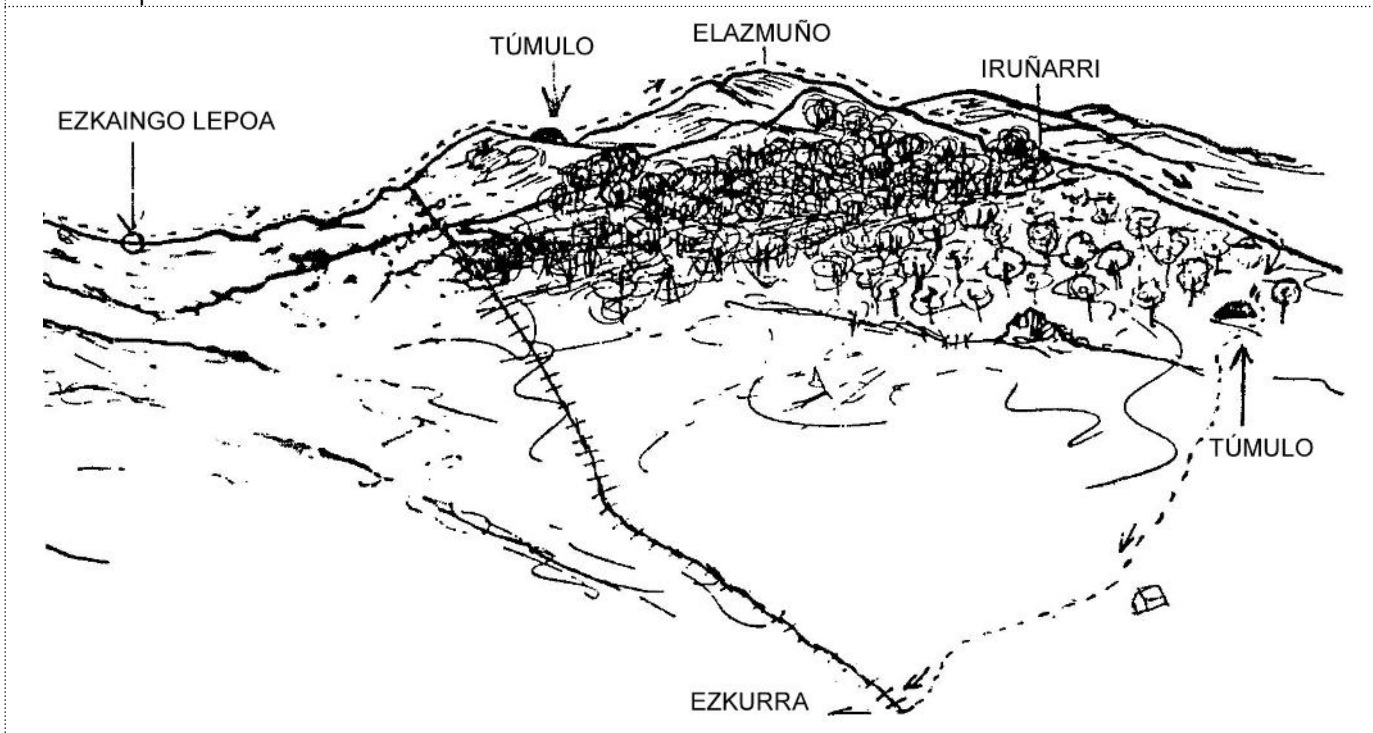 ELAZMUÑO
TÚMULO
IRUÑARRI
EZKAINGO LEPOA
TÚMULO
EZKURRA